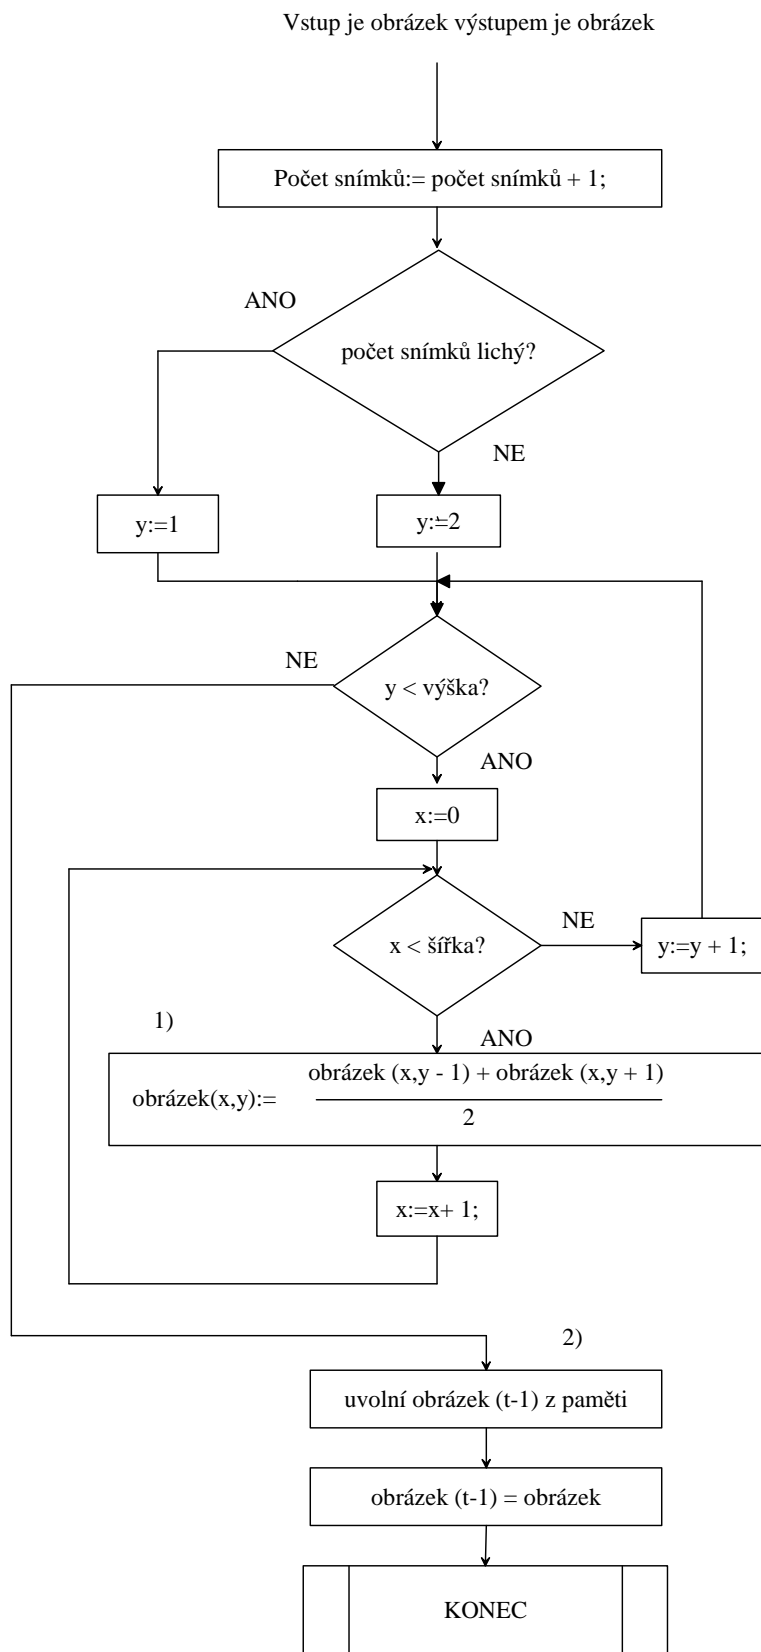 Vstup je obrázek výstupem je obrázek
Počet snímků:= počet snímků + 1;
ANO
počet snímků lichý?
NE
y:=1
y:=2
NE
y < výška?
ANO
x:=0
x < šířka?
NE
y:=y + 1;
1)
ANO
obrázek(x,y):=
obrázek (x,y - 1) + obrázek (x,y + 1)
2
x:=x+ 1;
2)
uvolní obrázek (t-1) z paměti
obrázek (t-1) = obrázek
KONEC